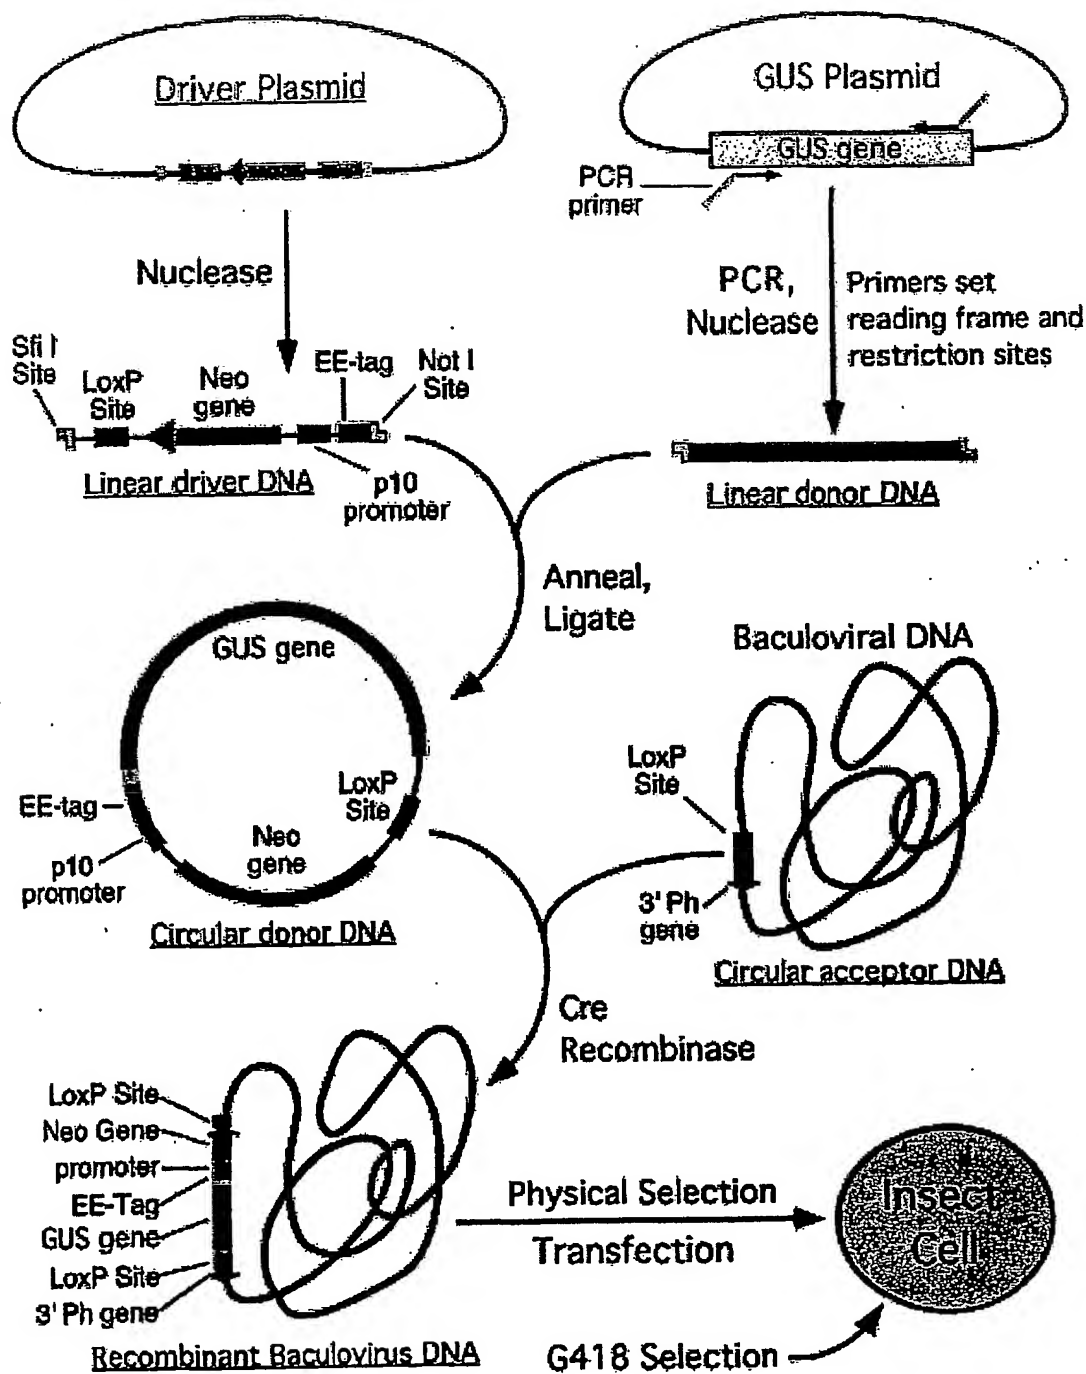 Driver Plasmid
GUS Plasmid
GUS gene
PCR
primer
Nuclease
PCR,
Nuclease
Primers set
reading frame and
restriction sites
Sfi I
Site
LoxP
Site
Neo
gene
EE-tag
Not I
Site
Linear driver DNA
p10
promoter
Linear donor DNA
Anneal,
Ligate
GUS gene
Baculoviral DNA
LoxP
Site
EE-tag
LoxP
Site
p10
promoter
Neo
gene
3' Ph
gene
Circular donor DNA
Circular acceptor DNA
Cre
Recombinase
LoxP Site
Neo Gene
promoter
EE-Tag
GUS gene
LoxP Site
3' Ph gene
Physical Selection
Transfection
Insect
Cell
Recombinant Baculovirus DNA
G418 Selection